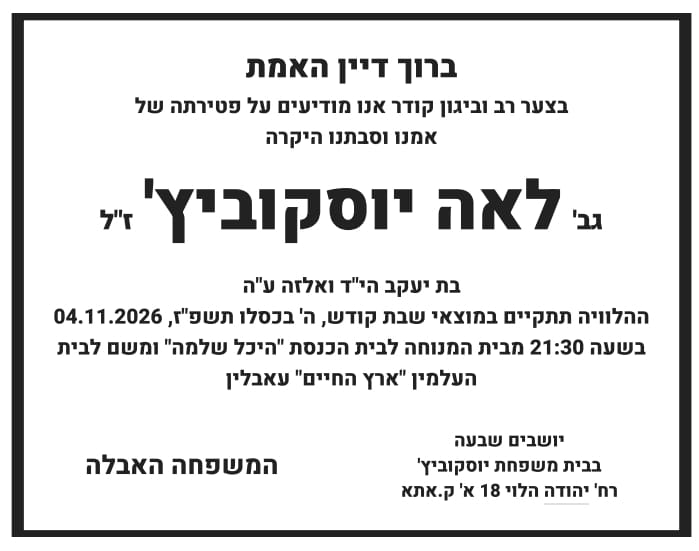 ברוך דיין האמת
בצער רב וביגון קודר אנו מודיעים על פטירתה של
אמנו וסבתנו היקרה
גב' לאה יוסקוביץ' ז"ל
בת יעקב הי"ד ואלזה ע"ה
ההלוויה תתקיים במוצאי שבת קודש, ה' בכסלו תשפ"ז, 04.11.2026
בשעה 21:30 מבית המנוחה לבית הכנסת "היכל שלמה" ומשם לבית
העלמין "ארץ החיים" עאבלין
יושבים שבעה
בבית משפחת יוסקוביץ'
רח' יהודה הלוי 18 א' ק.אתא
המשפחה האבלה